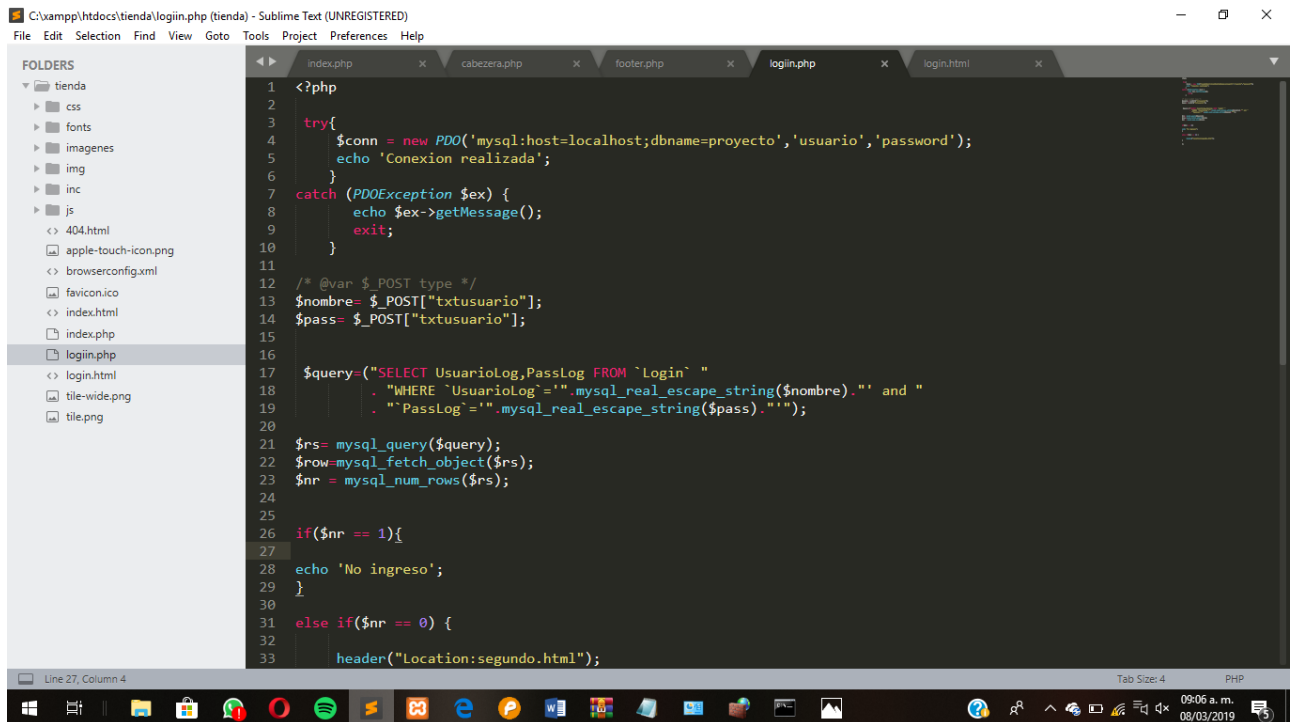 C:\xampp\htdocs\tienda\logiin.php (tienda) - Sublime Text (UNREGISTERED)
File Edit Selection Find View Goto Tools Project Preferences Help
FOLDERS
tienda
css
fonts
imagenes
img
inc
js
404.html
apple-touch-icon.png
browserconfig.xml
favicon.ico
index.html
index.php
logiin.php
login.html
tile-wide.png
tile.png
index.php cabezera.php footer.php logiin.php login.html
1 <?php
2
3 try{
4 $conn = new PDO('mysql:host=localhost;dbname=proyecto','usuario','password');
5 echo 'Conexion realizada';
6 }
7 catch (PDOException $ex) {
8 echo $ex->getMessage();
9 exit;
10 }
11
12 /* @var $_POST type */
13 $nombre= $_POST["txtusuario"];
14 $pass= $_POST["txtusuario"];
15
16
17 $query=("SELECT UsuarioLog,PassLog FROM `Login` "
18 . "WHERE `UsuarioLog`='".mysql_real_escape_string($nombre)."' and "
19 . "`PassLog`='".mysql_real_escape_string($pass)."'");
20
21 $rs= mysql_query($query);
22 $row=mysql_fetch_object($rs);
23 $nr = mysql_num_rows($rs);
24
25
26 if($nr == 1){
27
28 echo 'No ingreso';
29 }
30
31 else if($nr == 0) {
32
33 header("Location:segundo.html");
Line 27, Column 4 Tab Size: 4 PHP
09:06 a. m.
08/03/2019
5